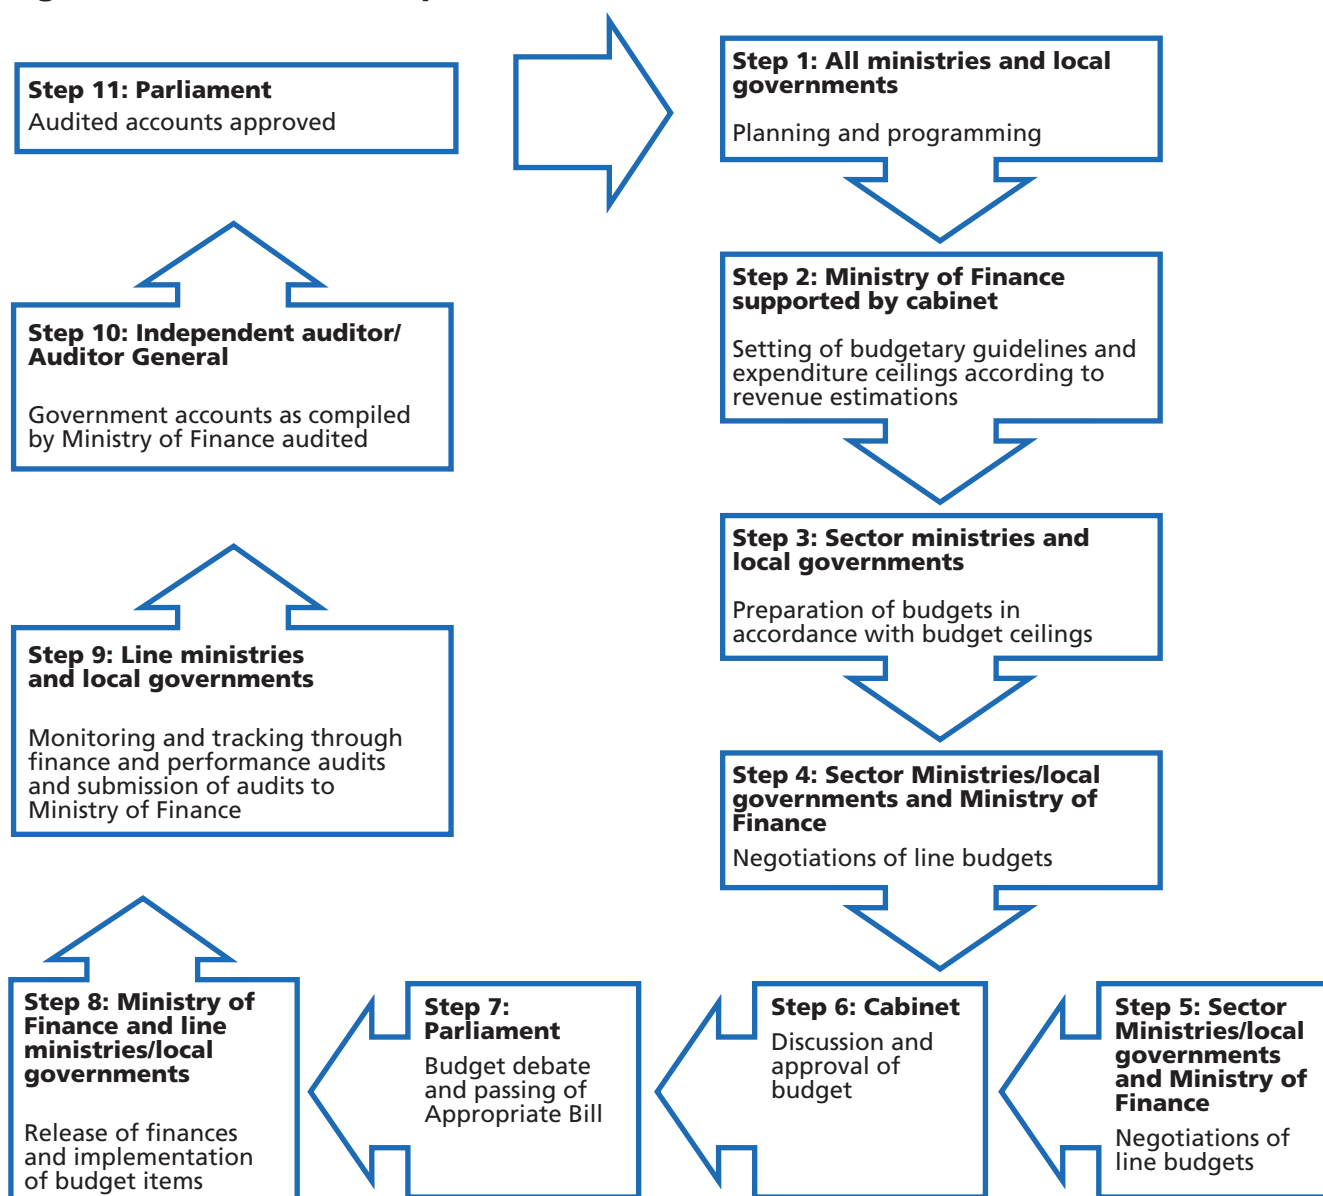 Step 1: All ministries and local
governments
Planning and programming
Step 2: Ministry of Finance
supported by cabinet
Setting of budgetary guidelines and
expenditure ceilings according to
revenue estimations
Step 3: Sector ministries and
local governments
Preparation of budgets in
accordance with budget ceilings
Step 4: Sector Ministries/local
governments and Ministry of
Finance
Negotiations of line budgets
Step 5: Sector
Ministries/local
governments
and Ministry of
Finance
Negotiations of
line budgets
Step 6: Cabinet
Discussion and
approval of
budget
Step 7:
Parliament
Budget debate
and passing of
Appropriate Bill
Step 8: Ministry of
Finance and line
ministries/local
governments
Release of finances
and implementation
of budget items
Step 9: Line ministries
and local governments
Monitoring and tracking through
finance and performance audits
and submission of audits to
Ministry of Finance
Step 10: Independent auditor/
Auditor General
Government accounts as compiled
by Ministry of Finance audited
Step 11: Parliament
Audited accounts approved